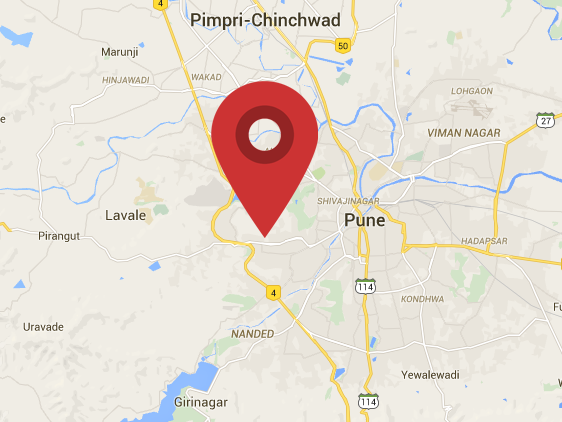 4
Pimpri-Chinchwad
50
Marunji
HINJAWADI
WAKAD
LOHGAON
27
VIMAN NAGAR
SHIVAJINAGAR
Lavale
Pune
Pirangut
HADAPSAR
114
4
KONDHWA
Uravade
NANDED
Yewalewadi
Girinagar
114